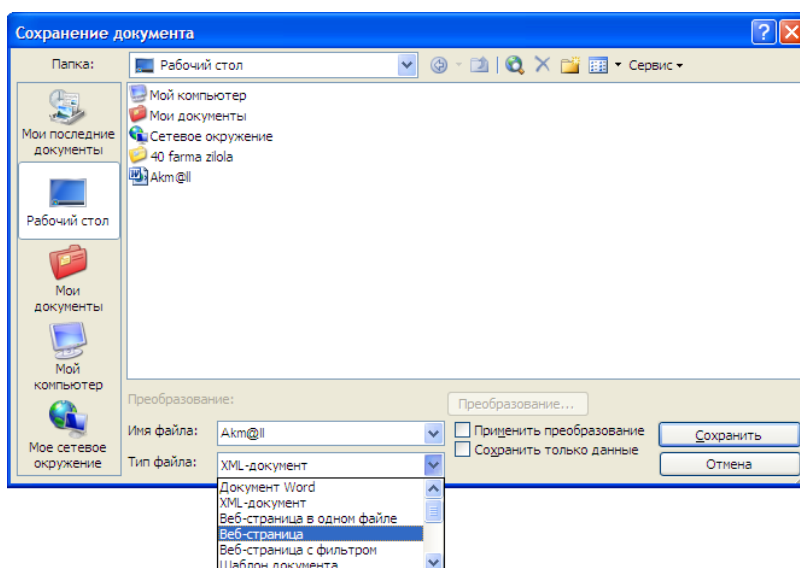 Сохранение документа
Папка:
Рабочий стол
Сервис
Мои последние
документы
Рабочий стол
Мои
документы
Мой
компьютер
Мое сетевое
окружение
Мой компьютер
Мои документы
Сетевое окружение
40 farma zilola
Akm@ll
Преобразование:
Преобразование...
Имя файла:
Akm@ll
Применить преобразование
Сохранить только данные
Сохранить
Тип файла:
XML-документ
Отмена
Документ Word
XML-документ
Веб-страница в одном файле
Веб-страница
Веб-страница с фильтром
Шаблон документа